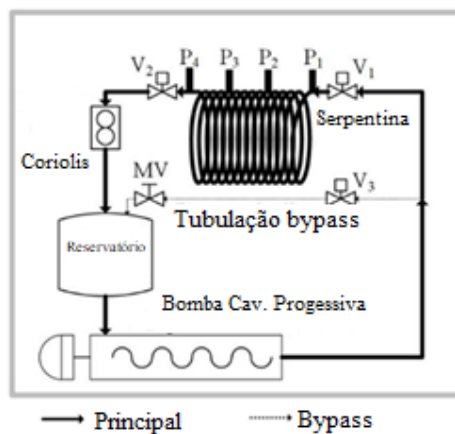 V2 P4 P3 P2 P1 V1
Serpentina
Coriolis
MV V3
Tubulação bypass
Reservatório
Bomba Cav. Progessiva
Principal Bypass